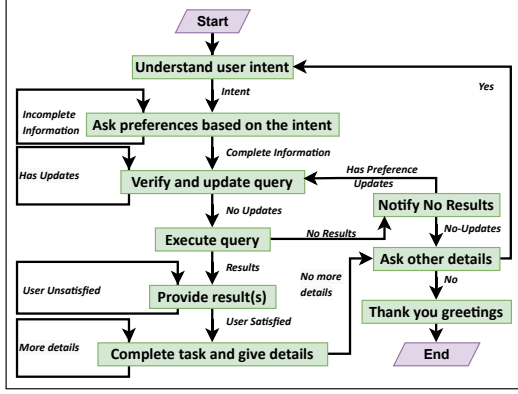 Start
Understand user intent
Yes
Intent
Incomplete
Information
Ask preferences based on the intent
Complete Information
Has Updates
Has Preference
Updates
Verify and update query
Notify No Results
No Updates
No-Updates
Execute query
No Results
Ask other details
Results
No more
details
No
User Unsatisfied
Provide result(s)
Thank you greetings
User Satisfied
More details
Complete task and give details
End